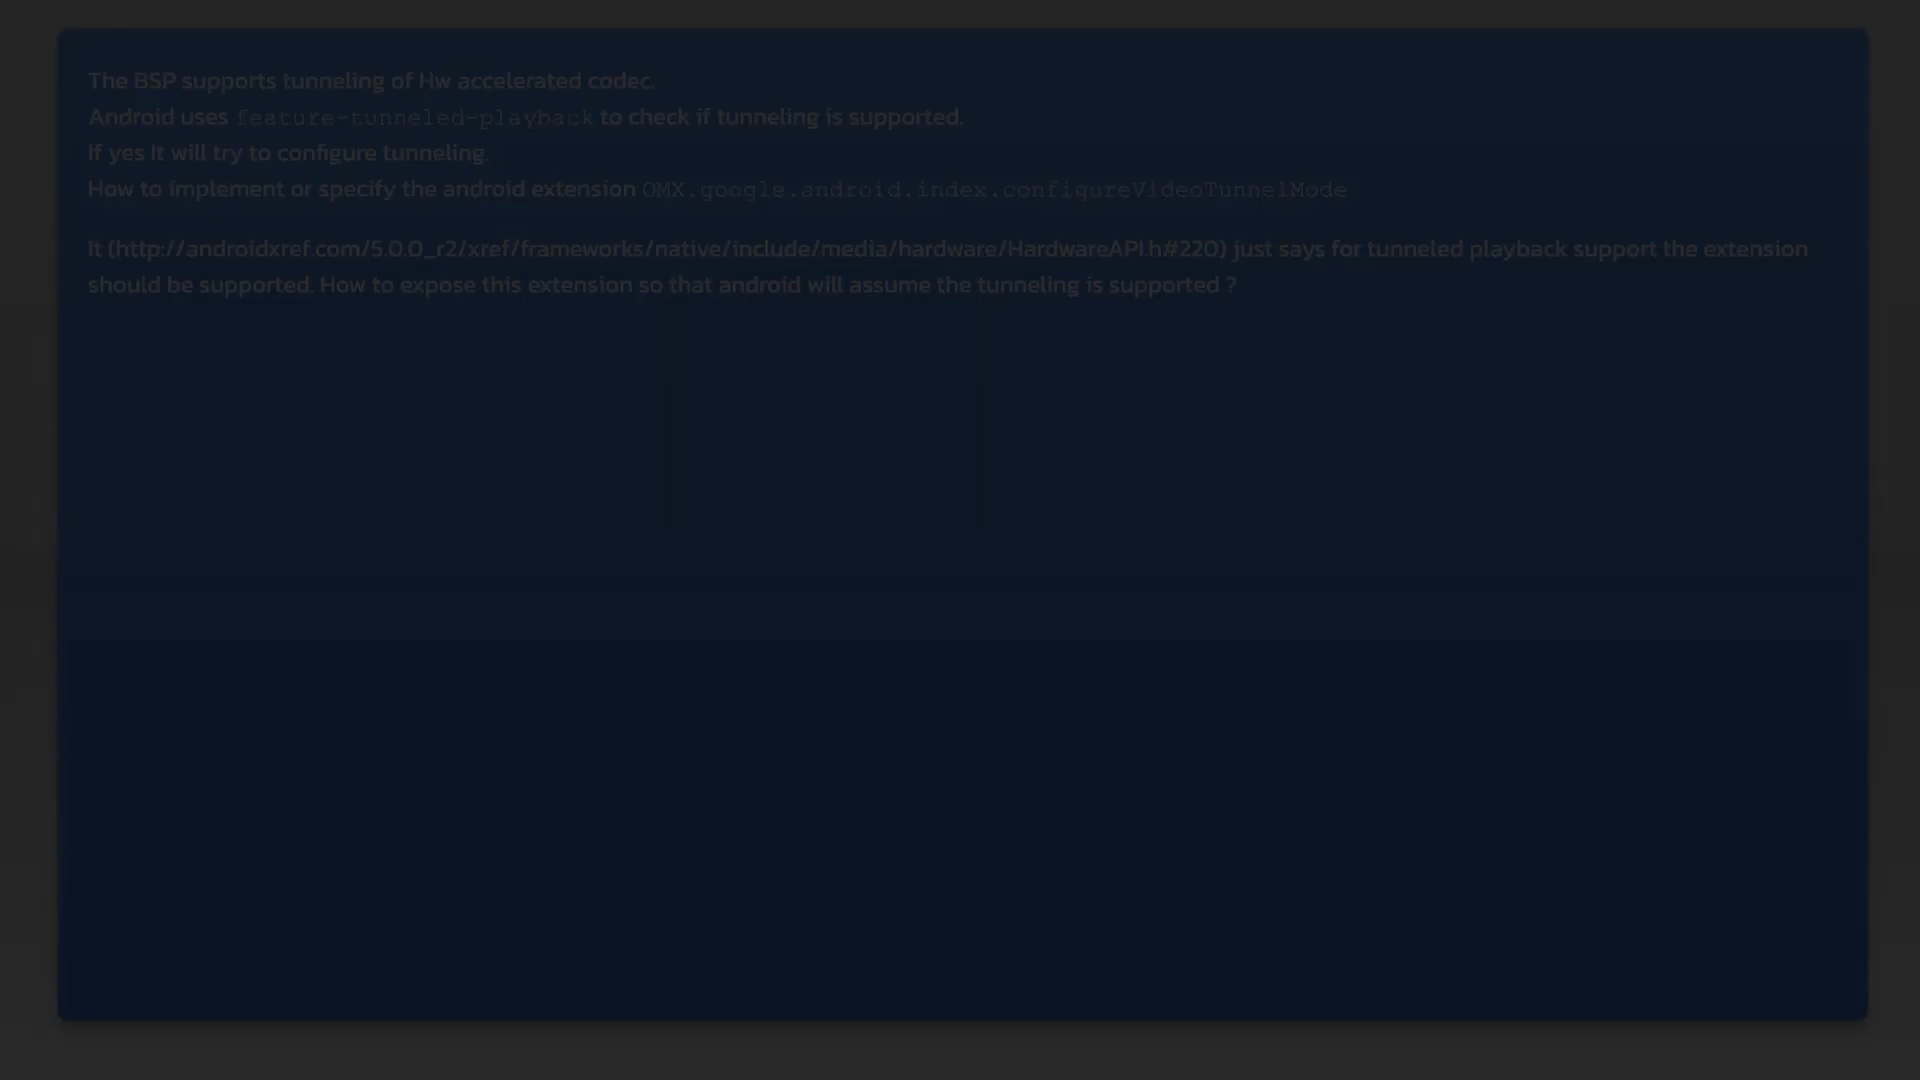 The BSP supports tunneling of Hw accelerated codec.
Android uses feature-tunneled-playback to check if tunneling is supported.
If yes It will try to configure tunneling.
How to implement or specify the android extension OMX.google.android.index.configureVideoTunnelMode
It (http://androidxref.com/5.0.0_r2/xref/frameworks/native/include/media/hardware/HardwareAPI.h#220) just says for tunneled playback support the extension
should be supported. How to expose this extension so that android will assume the tunneling is supported ?